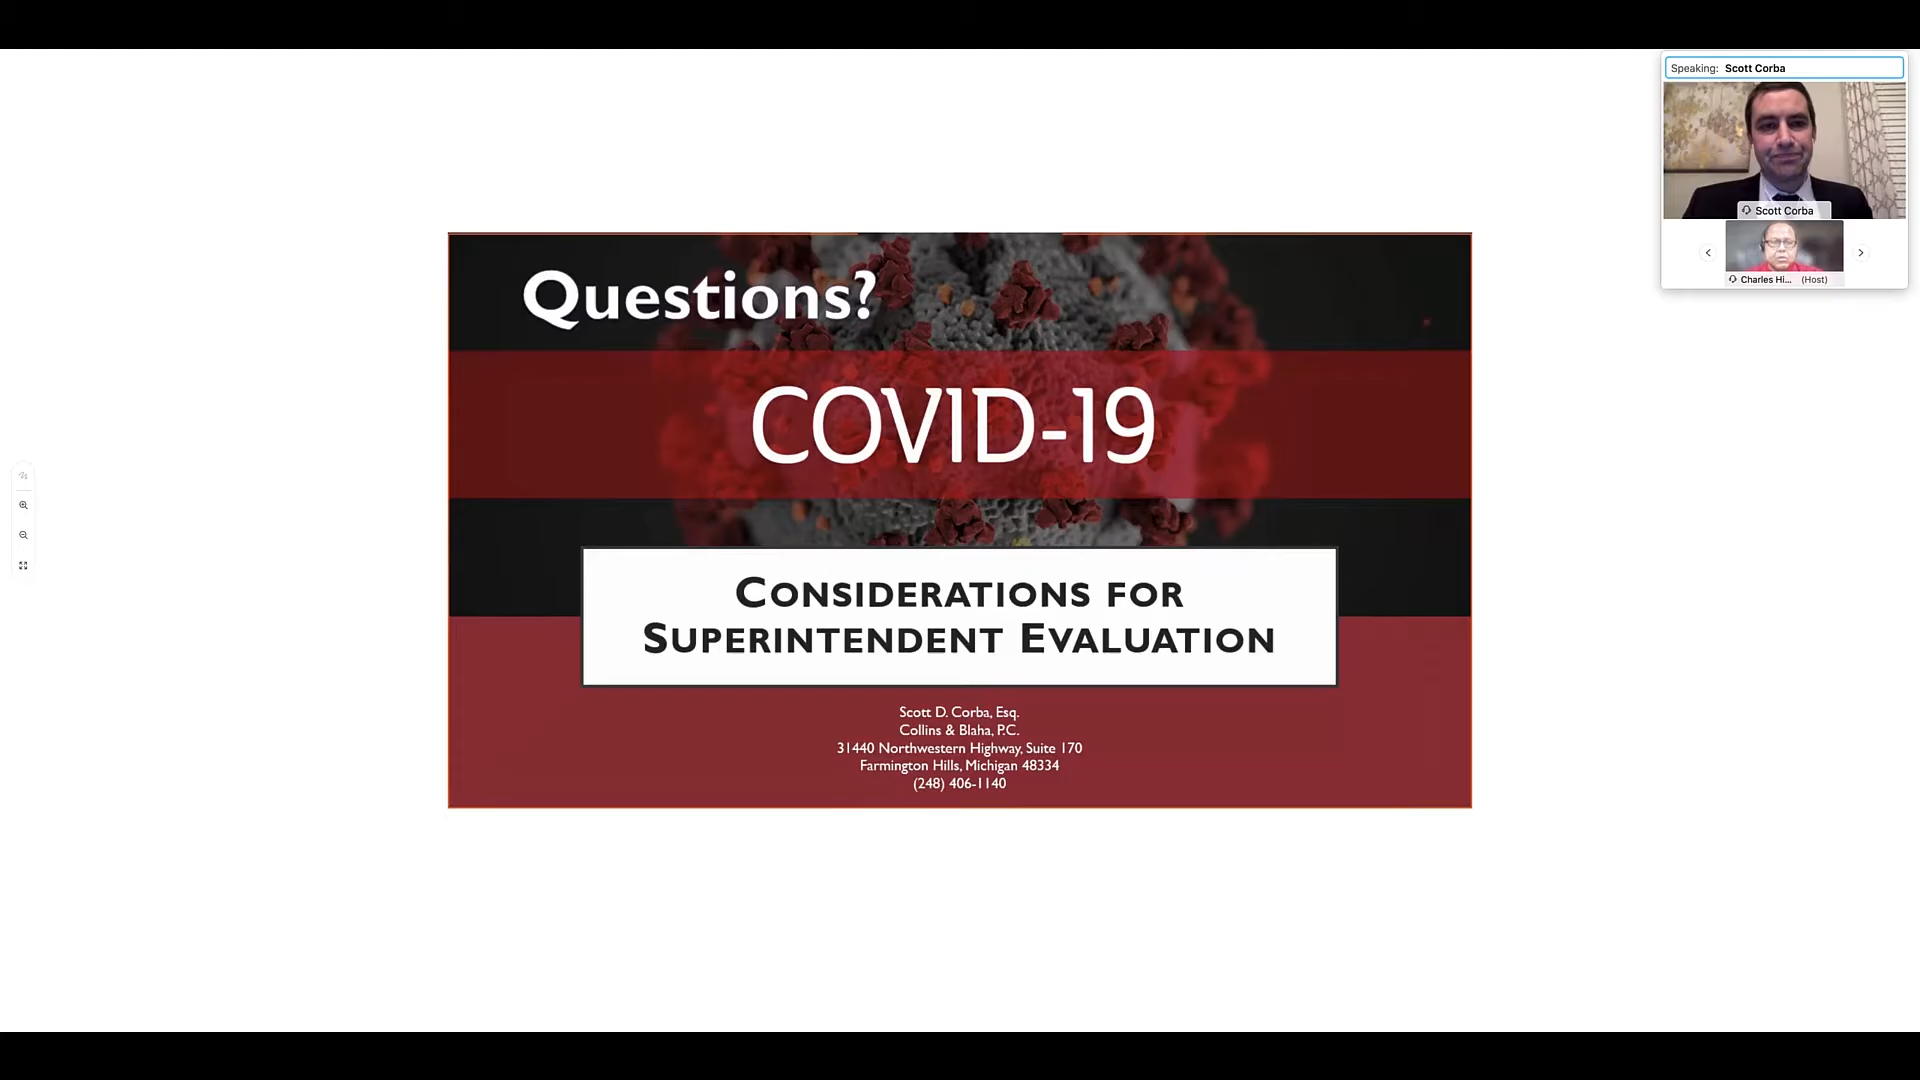 Speaking: Scott Corba
Scott Corba
Charles Hi... (Host)
Questions?
COVID-19
CONSIDERATIONS FOR
SUPERINTENDENT EVALUATION
Scott D. Corba, Esq.
Collins & Blaha, P.C.
31440 Northwestern Highway, Suite 170
Farmington Hills, Michigan 48334
(248) 406-1140